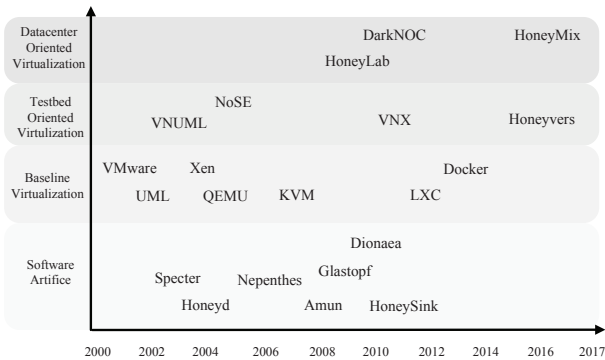 Datacenter
Oriented
Virtualization
DarkNOC
HoneyMix
HoneyLab
Testbed
Oriented
Virtulization
NoSE
VNUML
VNX
Honeyvers
Baseline
Virtualization
VMware
Xen
Docker
UML
QEMU
KVM
LXC
Software
Artifice
Dionaea
Glastopf
Specter
Nepenthes
Honeyd
Amun
HoneySink
2000 2002 2004 2006 2008 2010 2012 2014 2016 2017